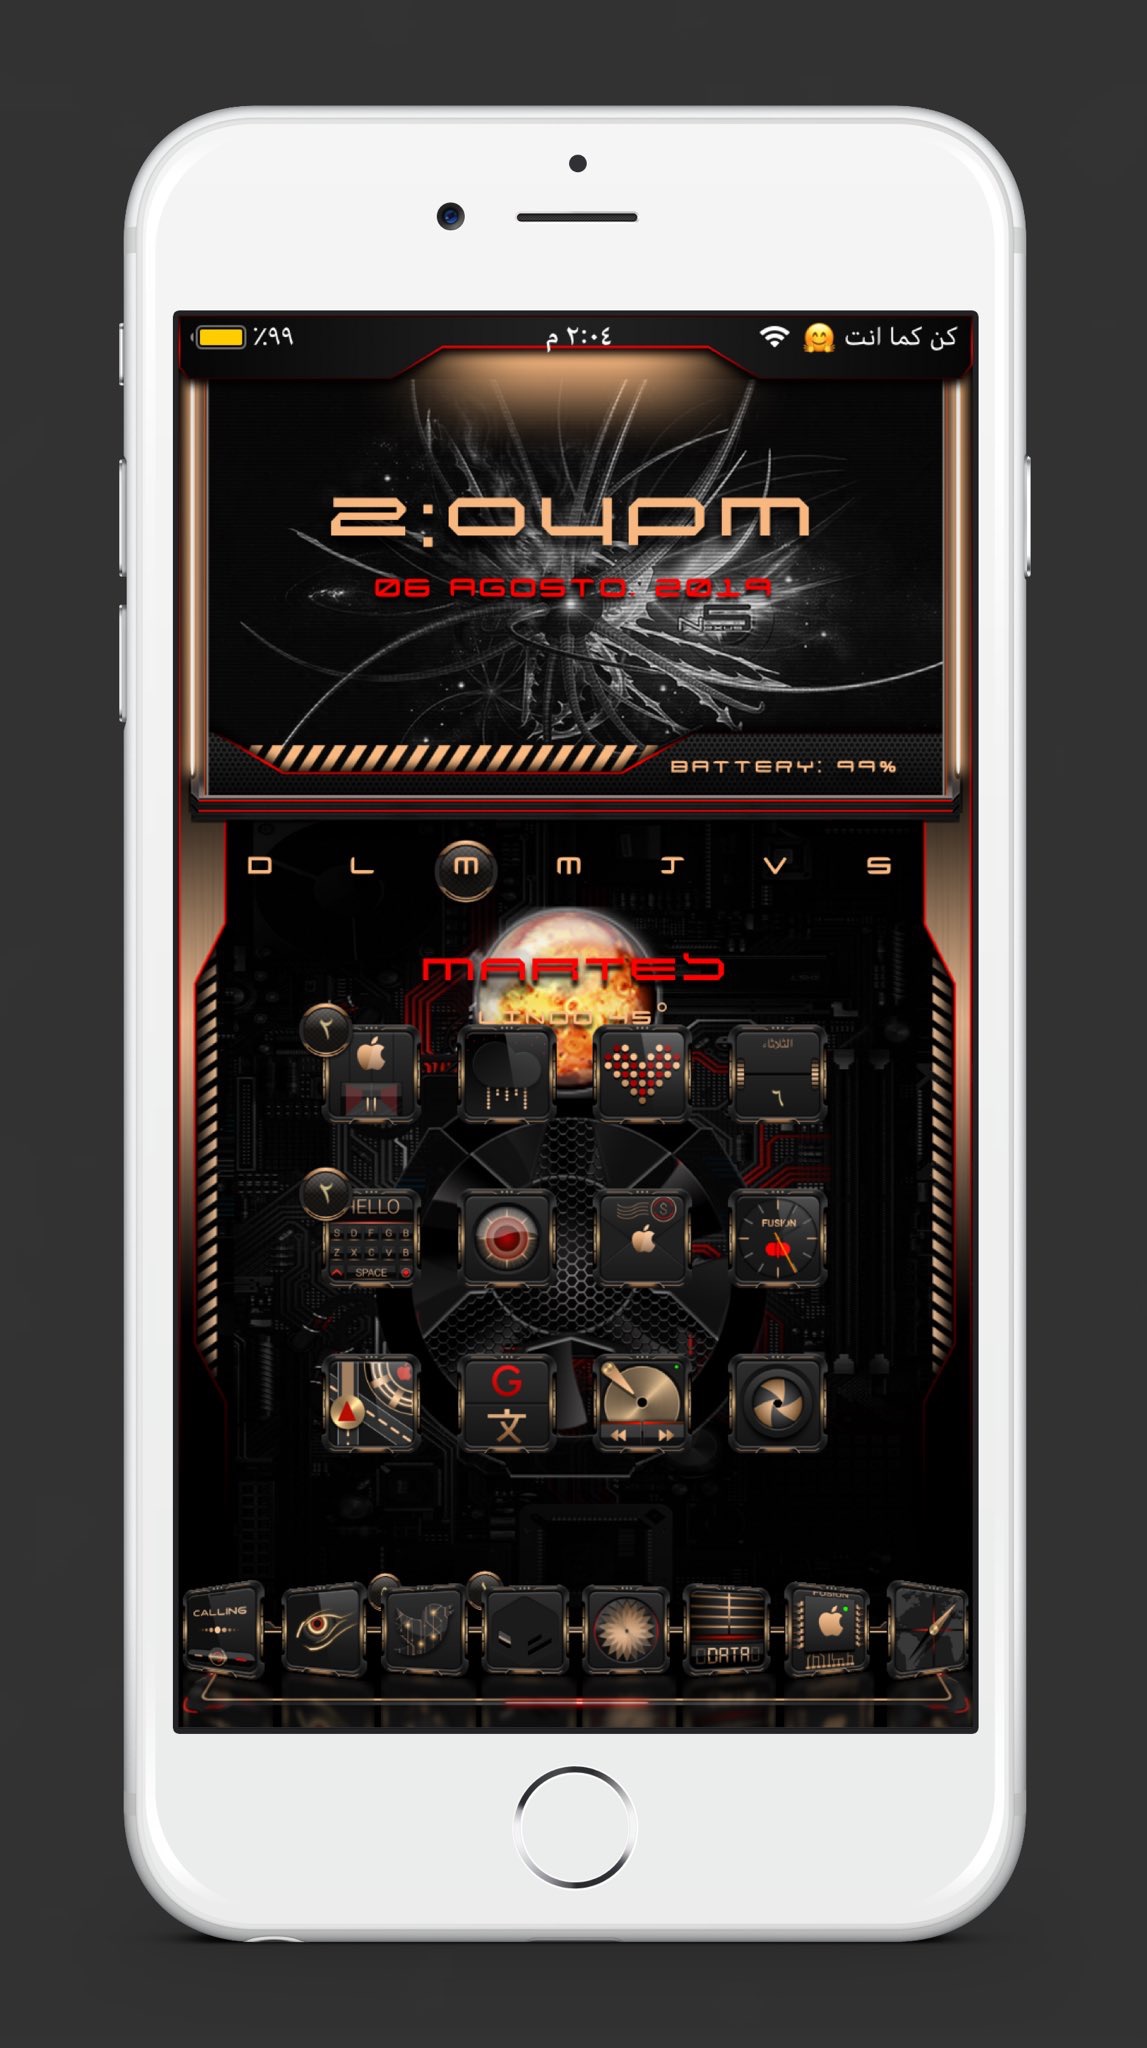 ٪٩٩ ٢:٠٤ م كن كما انت 🤗
2:04PM
06 AGOSTO. 2019
BATTERY: 99%
D L M M J V S
MARTES
LINDO 45°
٢
١١
الثلاثاء
٦
٢
HELLO
S D F G B
Z X C V B
SPACE
S
FUSION
G
文
CALLING
DATA
FUSION